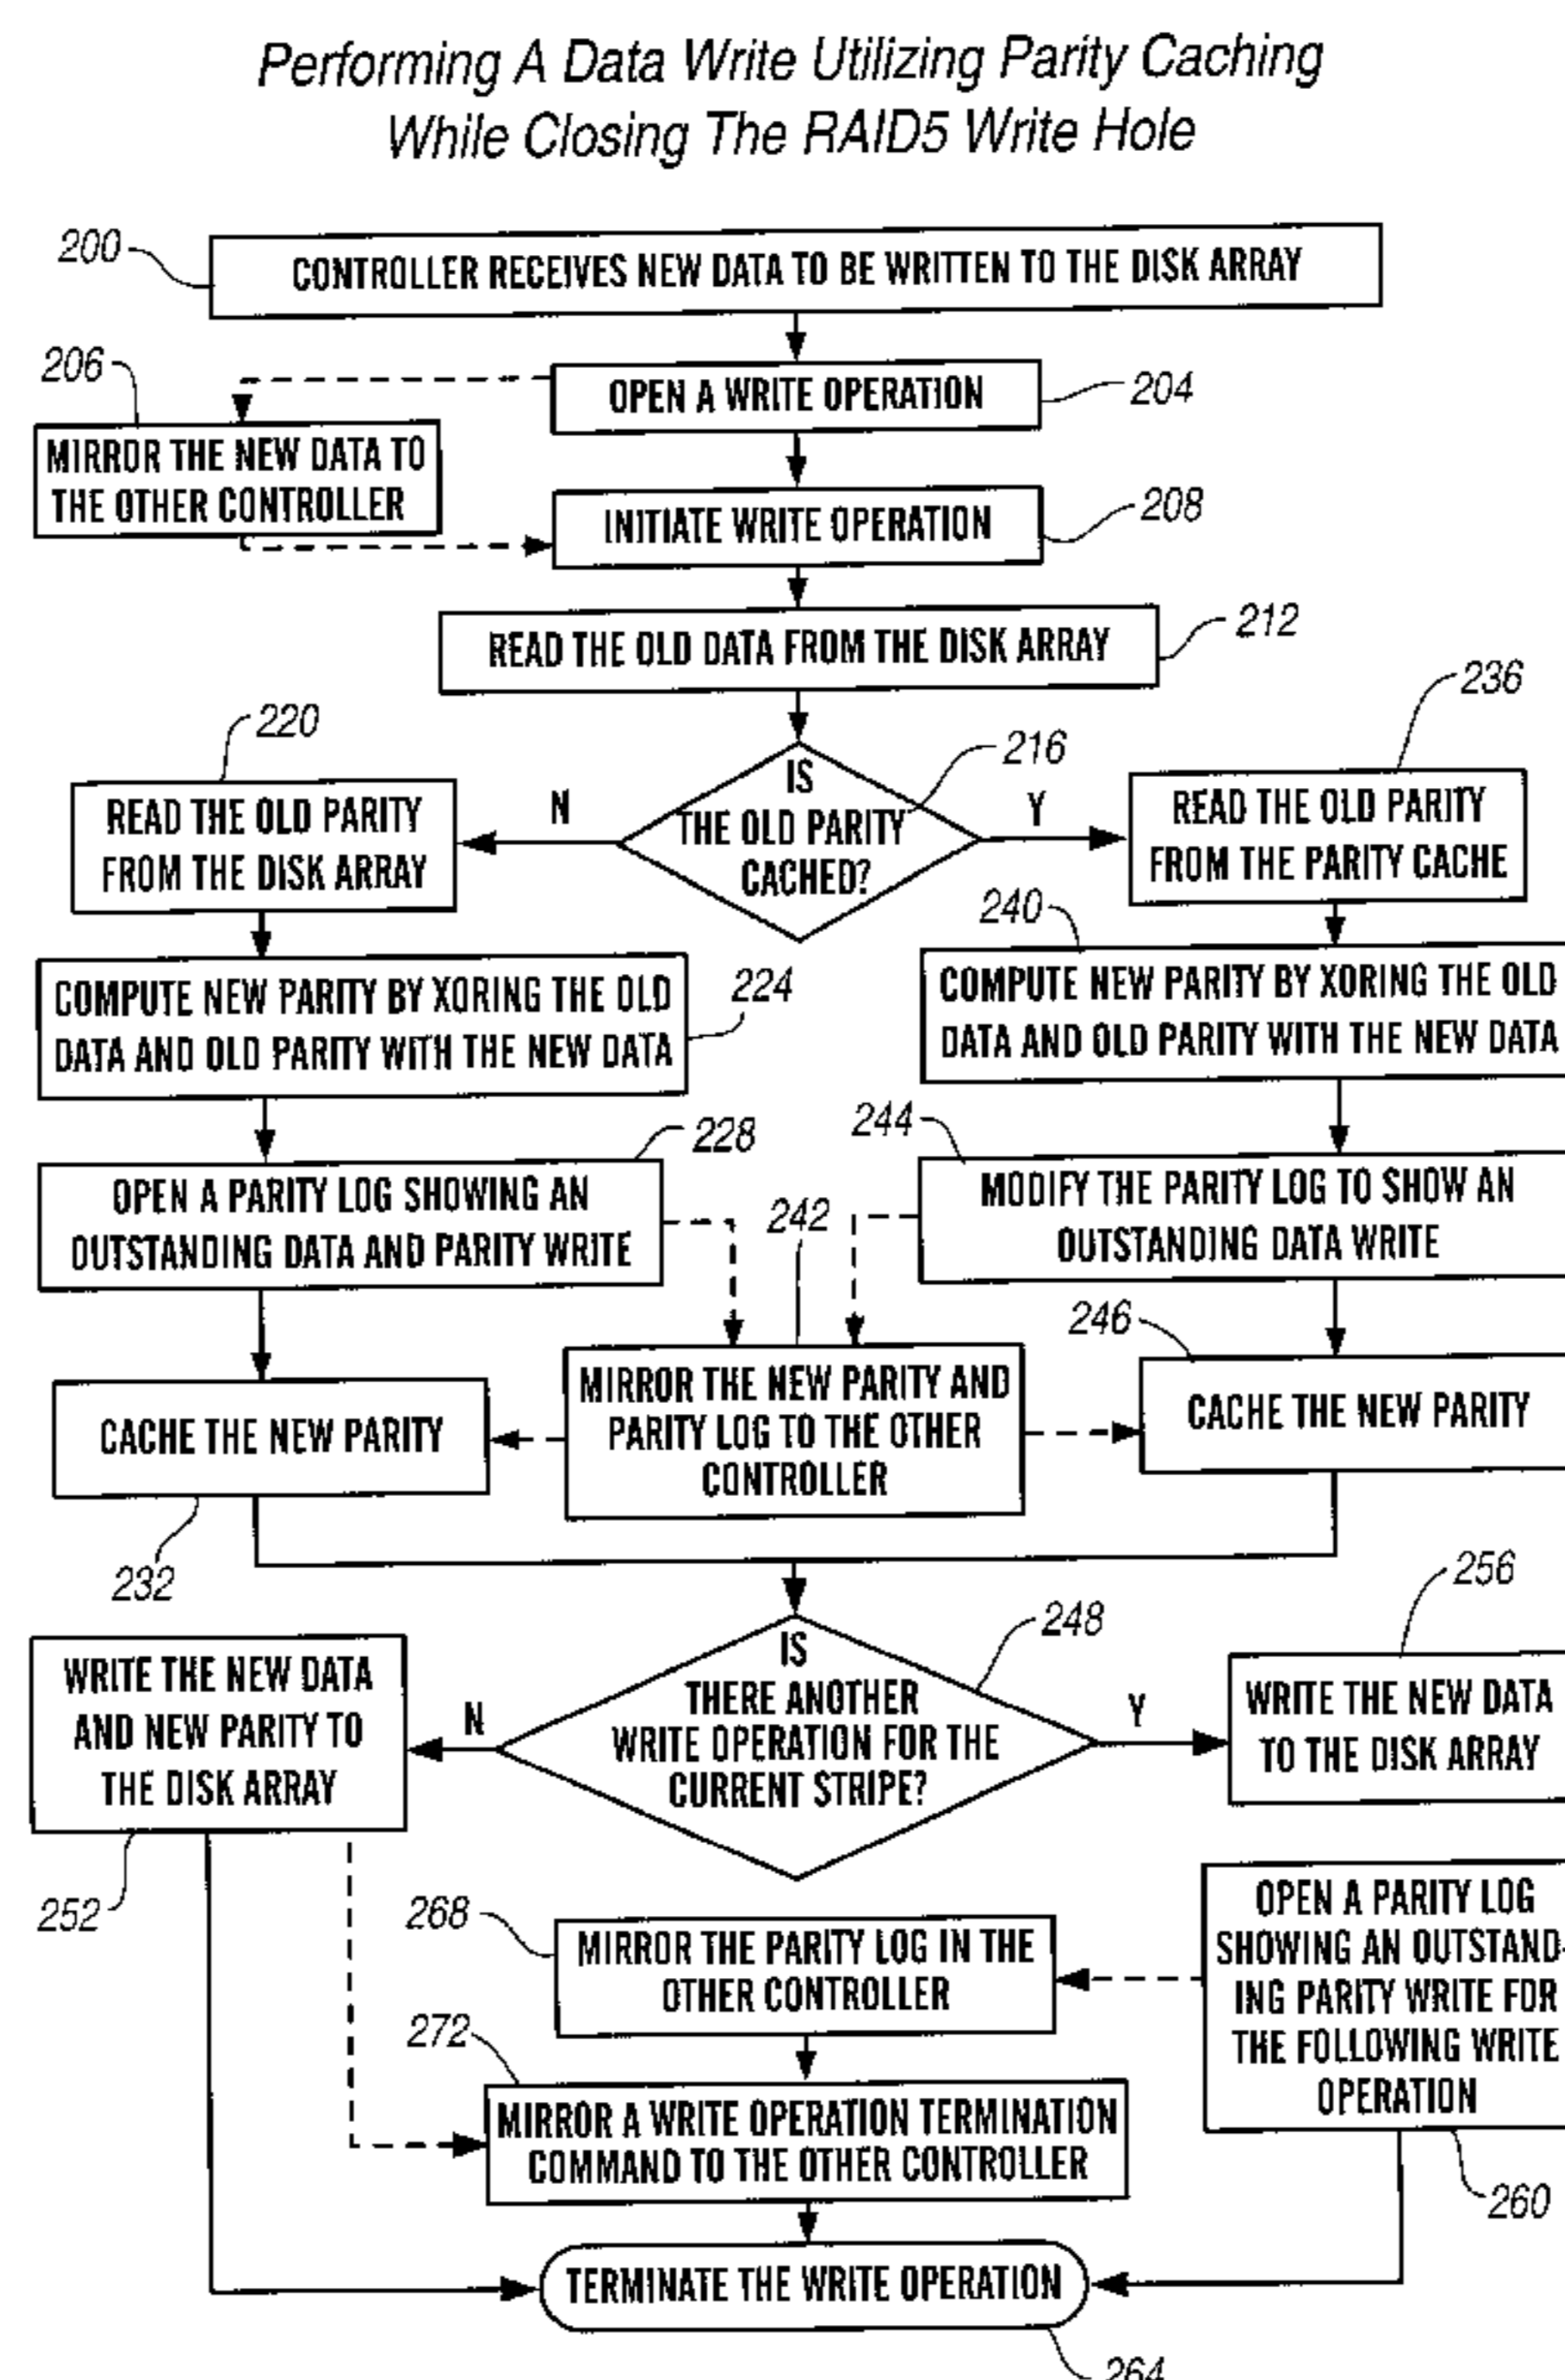 Performing A Data Write Utilizing Parity Caching
While Closing The RAID5 Write Hole
200
CONTROLLER RECEIVES NEW DATA TO BE WRITTEN TO THE DISK ARRAY
206
OPEN A WRITE OPERATION
204
MIRROR THE NEW DATA TO
THE OTHER CONTROLLER
INITIATE WRITE OPERATION
208
READ THE OLD DATA FROM THE DISK ARRAY
212
220
READ THE OLD PARITY
FROM THE DISK ARRAY
N
IS
THE OLD PARITY
CACHED?
216
Y
236
READ THE OLD PARITY
FROM THE PARITY CACHE
COMPUTE NEW PARITY BY XORING THE OLD
DATA AND OLD PARITY WITH THE NEW DATA
224
240
COMPUTE NEW PARITY BY XORING THE OLD
DATA AND OLD PARITY WITH THE NEW DATA
228
OPEN A PARITY LOG SHOWING AN
OUTSTANDING DATA AND PARITY WRITE
242
244
MODIFY THE PARITY LOG TO SHOW AN
OUTSTANDING DATA WRITE
CACHE THE NEW PARITY
232
MIRROR THE NEW PARITY AND
PARITY LOG TO THE OTHER
CONTROLLER
246
CACHE THE NEW PARITY
WRITE THE NEW DATA
AND NEW PARITY TO
THE DISK ARRAY
252
N
IS
THERE ANOTHER
WRITE OPERATION FOR THE
CURRENT STRIPE?
248
Y
256
WRITE THE NEW DATA
TO THE DISK ARRAY
268
MIRROR THE PARITY LOG IN THE
OTHER CONTROLLER
OPEN A PARITY LOG
SHOWING AN OUTSTAND-
ING PARITY WRITE FOR
THE FOLLOWING WRITE
OPERATION
260
272
MIRROR A WRITE OPERATION TERMINATION
COMMAND TO THE OTHER CONTROLLER
TERMINATE THE WRITE OPERATION
264